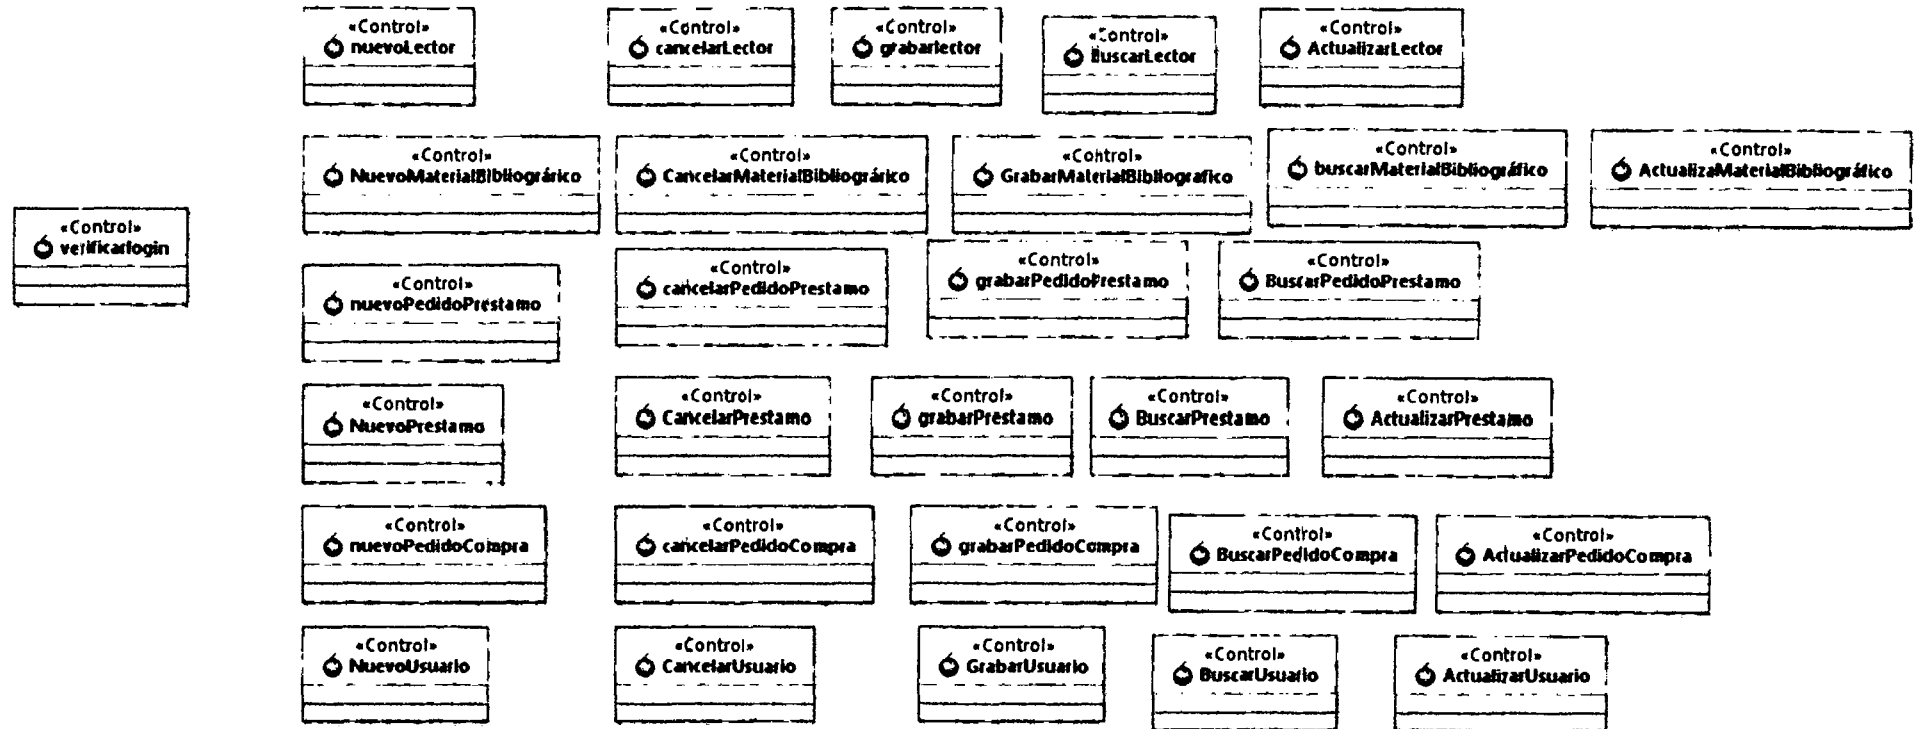 «Control»
nuevoLector
«Control»
cancelarLector
«Control»
grabarlector
«Control»
BuscarLector
«Control»
ActualizarLector
«Control»
NuevoMaterialBibliográrico
«Control»
CancelarMaterialBibliográrico
«Control»
GrabarMaterialBibliografico
«Control»
buscarMaterialBibliográfico
«Control»
ActualizaMaterialBibliográfico
«Control»
verificarlogin
«Control»
nuevoPedidoPrestamo
«Control»
cancelarPedidoPrestamo
«Control»
grabarPedidoPrestamo
«Control»
BuscarPedidoPrestamo
«Control»
NuevoPrestamo
«Control»
CancelarPrestamo
«Control»
grabarPrestamo
«Control»
BuscarPrestamo
«Control»
ActualizarPrestamo
«Control»
nuevoPedidoCompra
«Control»
cancelarPedidoCompra
«Control»
grabarPedidoCompra
«Control»
BuscarPedidoCompra
«Control»
ActualizarPedidoCompra
«Control»
NuevoUsuario
«Control»
CancelarUsuario
«Control»
GrabarUsuario
«Control»
BuscarUsuario
«Control»
ActualizarUsuario